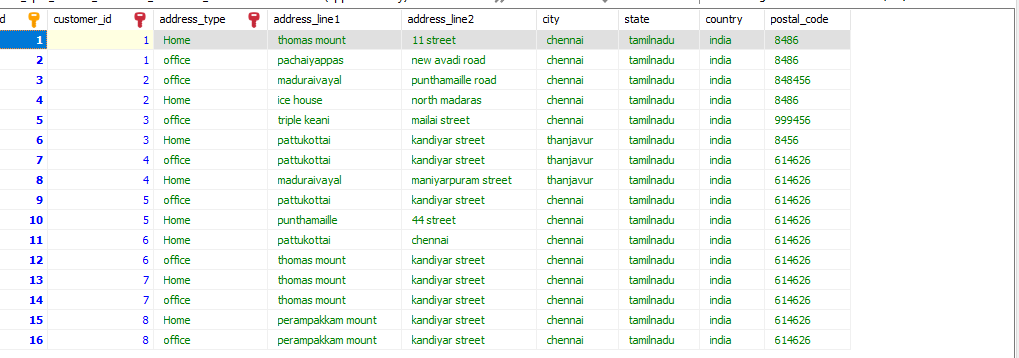 d customer_id address_type address_line1 address_line2 city state country postal_code
1 1 Home thomas mount 11 street chennai tamilnadu india 8486
2 1 office pachaiyappas new avadi road chennai tamilnadu india 8486
3 2 office maduraivayal punthamaille road chennai tamilnadu india 848456
4 2 Home ice house north madaras chennai tamilnadu india 8486
5 3 office triple keani mailai street chennai tamilnadu india 999456
6 3 Home pattukottai kandiyar street thanjavur tamilnadu india 8456
7 4 office pattukottai kandiyar street thanjavur tamilnadu india 614626
8 4 Home maduraivayal maniyarpuram street thanjavur tamilnadu india 614626
9 5 office pattukottai kandiyar street chennai tamilnadu india 614626
10 5 Home punthamaille 44 street chennai tamilnadu india 614626
11 6 Home pattukottai chennai chennai tamilnadu india 614626
12 6 office thomas mount kandiyar street chennai tamilnadu india 614626
13 7 Home thomas mount kandiyar street chennai tamilnadu india 614626
14 7 office thomas mount kandiyar street chennai tamilnadu india 614626
15 8 Home perampakkam mount kandiyar street chennai tamilnadu india 614626
16 8 office perampakkam mount kandiyar street chennai tamilnadu india 614626